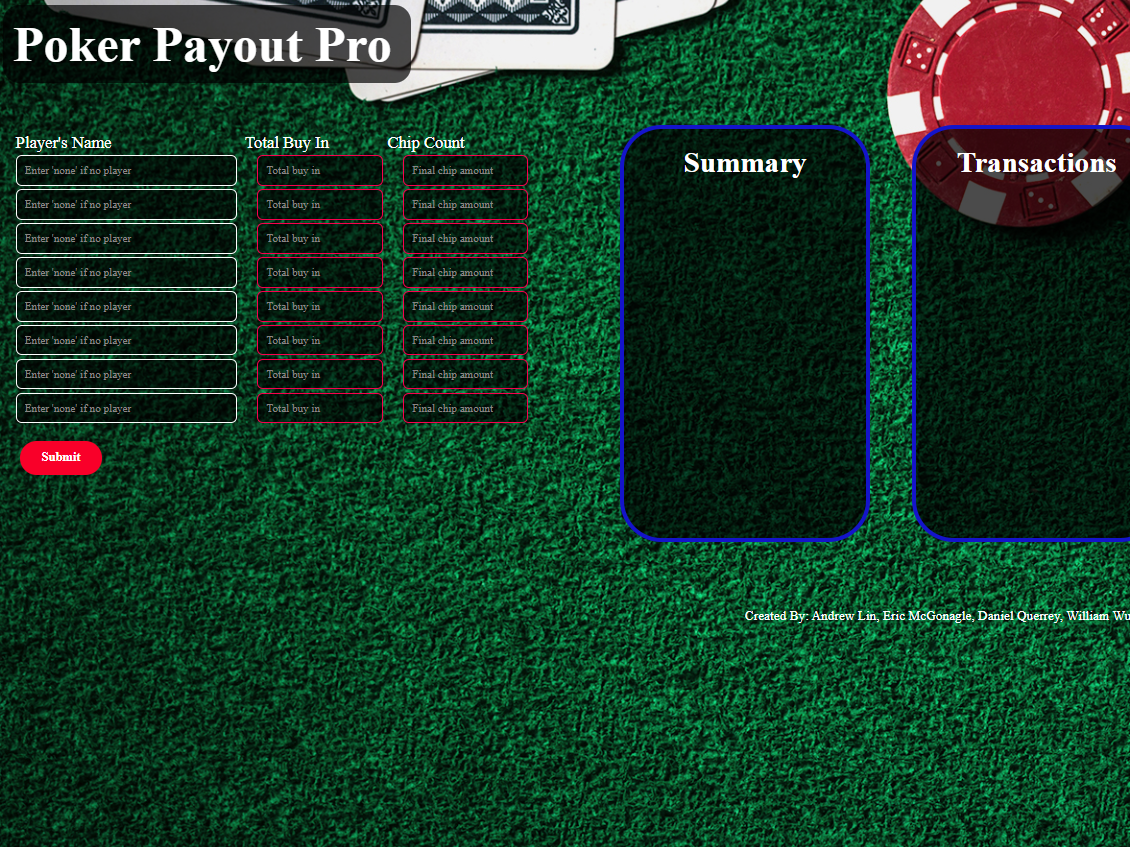 Poker Payout Pro
Player's Name Total Buy In Chip Count
Enter 'none' if no player Total buy in Final chip amount
Enter 'none' if no player Total buy in Final chip amount
Enter 'none' if no player Total buy in Final chip amount
Enter 'none' if no player Total buy in Final chip amount
Enter 'none' if no player Total buy in Final chip amount
Enter 'none' if no player Total buy in Final chip amount
Enter 'none' if no player Total buy in Final chip amount
Enter 'none' if no player Total buy in Final chip amount
Submit
Summary
Transactions
Created By: Andrew Lin, Eric McGonagle, Daniel Querrey, William Wu